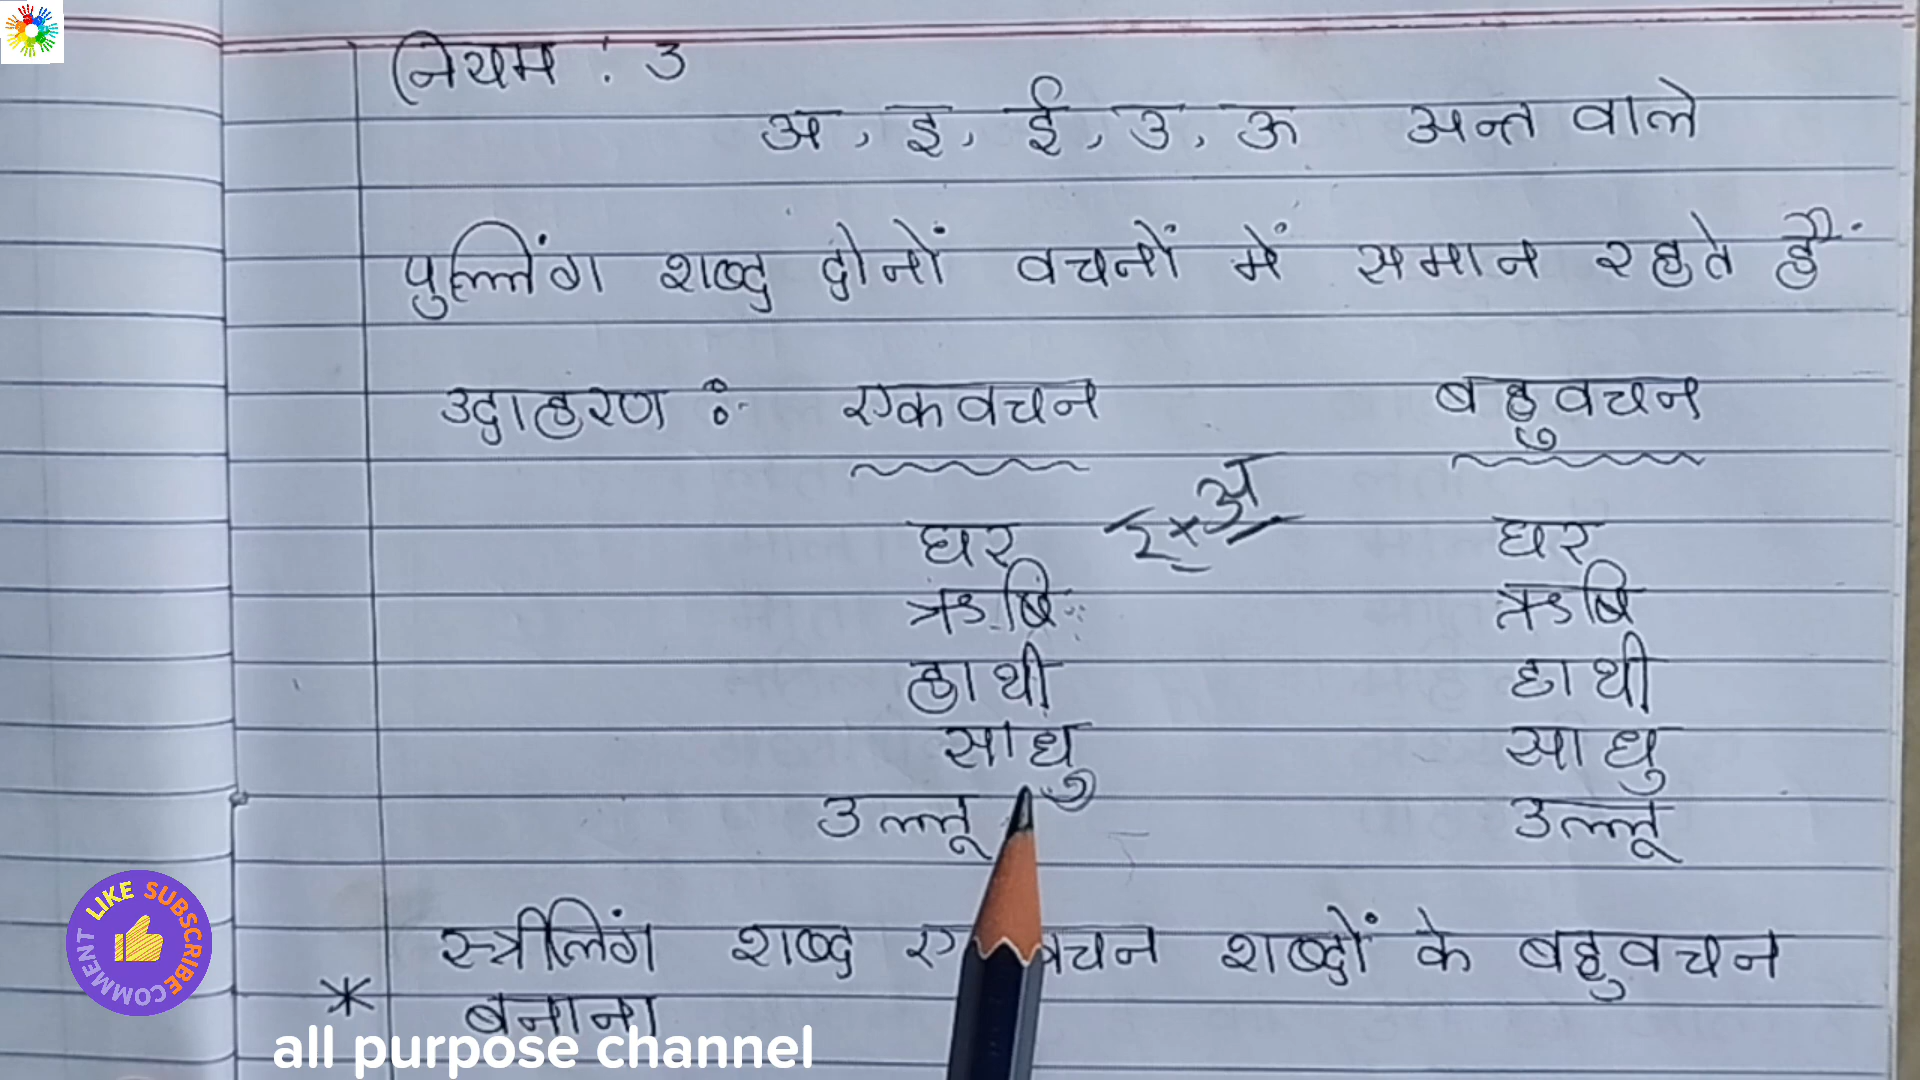 नियम : 3
अ, इ, ई, उ, ऊ अन्त वाले
पुल्लिंग शब्द दोनों वचनों में समान रहते हैं
उदाहरण : एकवचन बहुवचन
र् + अ
घर घर
ऋषि ऋषि
हाथी हाथी
साधु साधु
उल्लू उल्लू
स्त्रीलिंग शब्द वचन शब्दों के बहुवचन
* बनाना
LIKE SUBSCRIBE COMMENT
all purpose channel